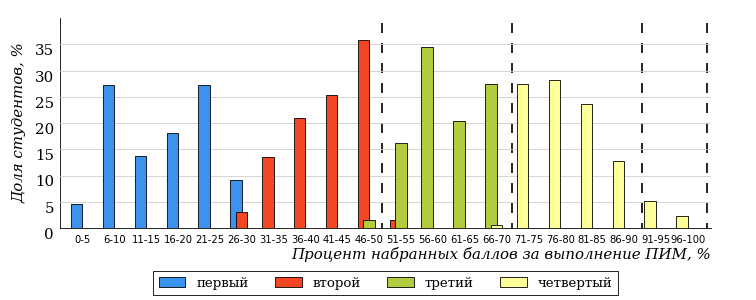 Доля студентов, %
35
30
25
20
15
10
5
0
0-5 6-10 11-15 16-20 21-25 26-30 31-35 36-40 41-45 46-50 51-55 56-60 61-65 66-70 71-75 76-80 81-85 86-90 91-95 96-100
Процент набранных баллов за выполнение ПИМ, %
первый второй третий четвертый